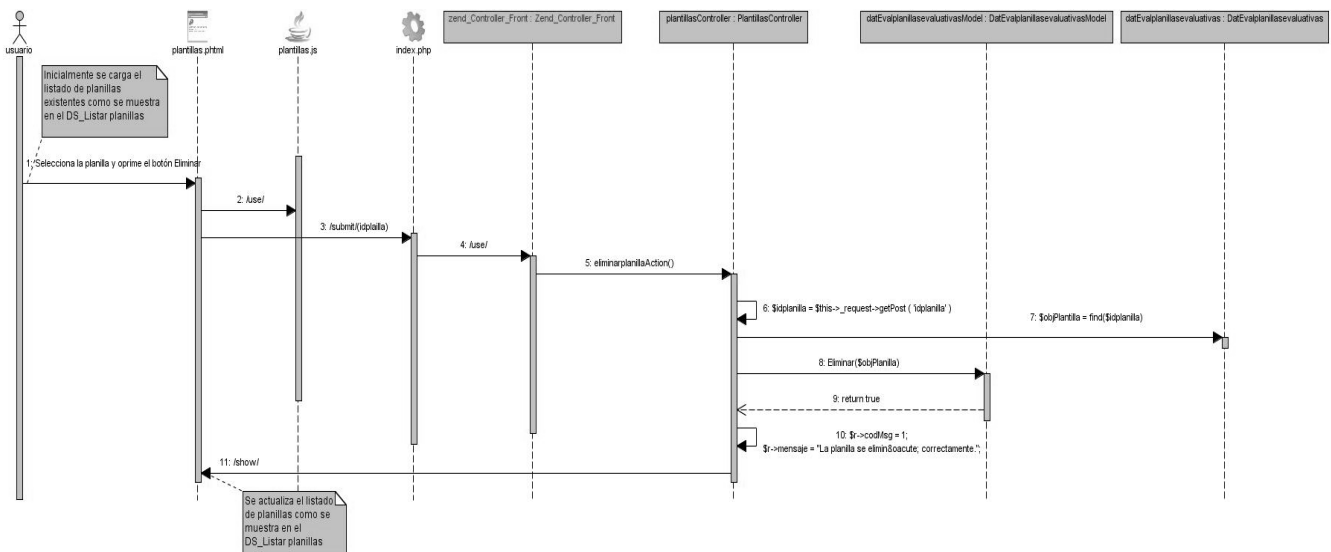 usuario
plantillas.phtml
plantillas.js
index.php
zend_Controller_Front : Zend_Controller_Front
plantillasController : PlantillasController
datEvalplanillasevaluativasModel : DatEvalplanillasevaluativasModel
datEvalplanillasevaluativas : DatEvalplanillasevaluativas
Inicialmente se carga el
listado de planillas
existentes como se muestra
en el DS_Listar planillas
1: Selecciona la planilla y oprime el botón Eliminar
2: /use/
3: /submit/(idplailla)
4: /use/
5: eliminarplanillaAction()
6: $idplanilla = $this->_request->getPost ( 'idplanilla' )
7: $objPlantilla = find($idplanilla)
8: Eliminar($objPlanilla)
9: return true
10: $r->codMsg = 1;
$r->mensaje = "La planilla se elimin&oacute; correctamente.";
11: /show/
Se actualiza el listado
de planillas como se
muestra en el
DS_Listar planillas